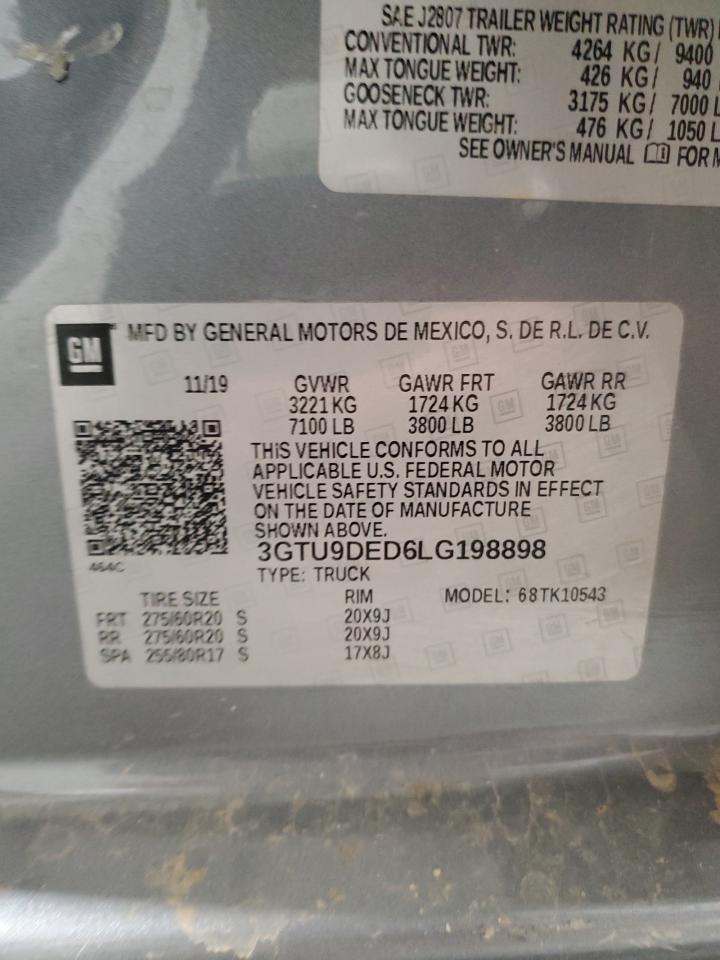 SAE J2807 TRAILER WEIGHT RATING (TWR)
CONVENTIONAL TWR: 4264 KG/ 9400
MAX TONGUE WEIGHT: 426 KG/ 940
GOOSENECK TWR: 3175 KG/ 7000 L
MAX TONGUE WEIGHT: 476 KG/ 1050 L
SEE OWNER'S MANUAL FOR M
GM MFD BY GENERAL MOTORS DE MEXICO, S. DE R.L. DE C.V.
11/19 GVWR GAWR FRT GAWR RR
3221 KG 1724 KG 1724 KG
7100 LB 3800 LB 3800 LB
THIS VEHICLE CONFORMS TO ALL
APPLICABLE U.S. FEDERAL MOTOR
VEHICLE SAFETY STANDARDS IN EFFECT
ON THE DATE OF MANUFACTURE
SHOWN ABOVE.
3GTU9DED6LG198898
464C
TYPE: TRUCK
TIRE SIZE RIM MODEL: 68TK10543
FRT 275/60R20 S 20X9J
RR 275/60R20 S 20X9J
SPA 255/80R17 S 17X8J